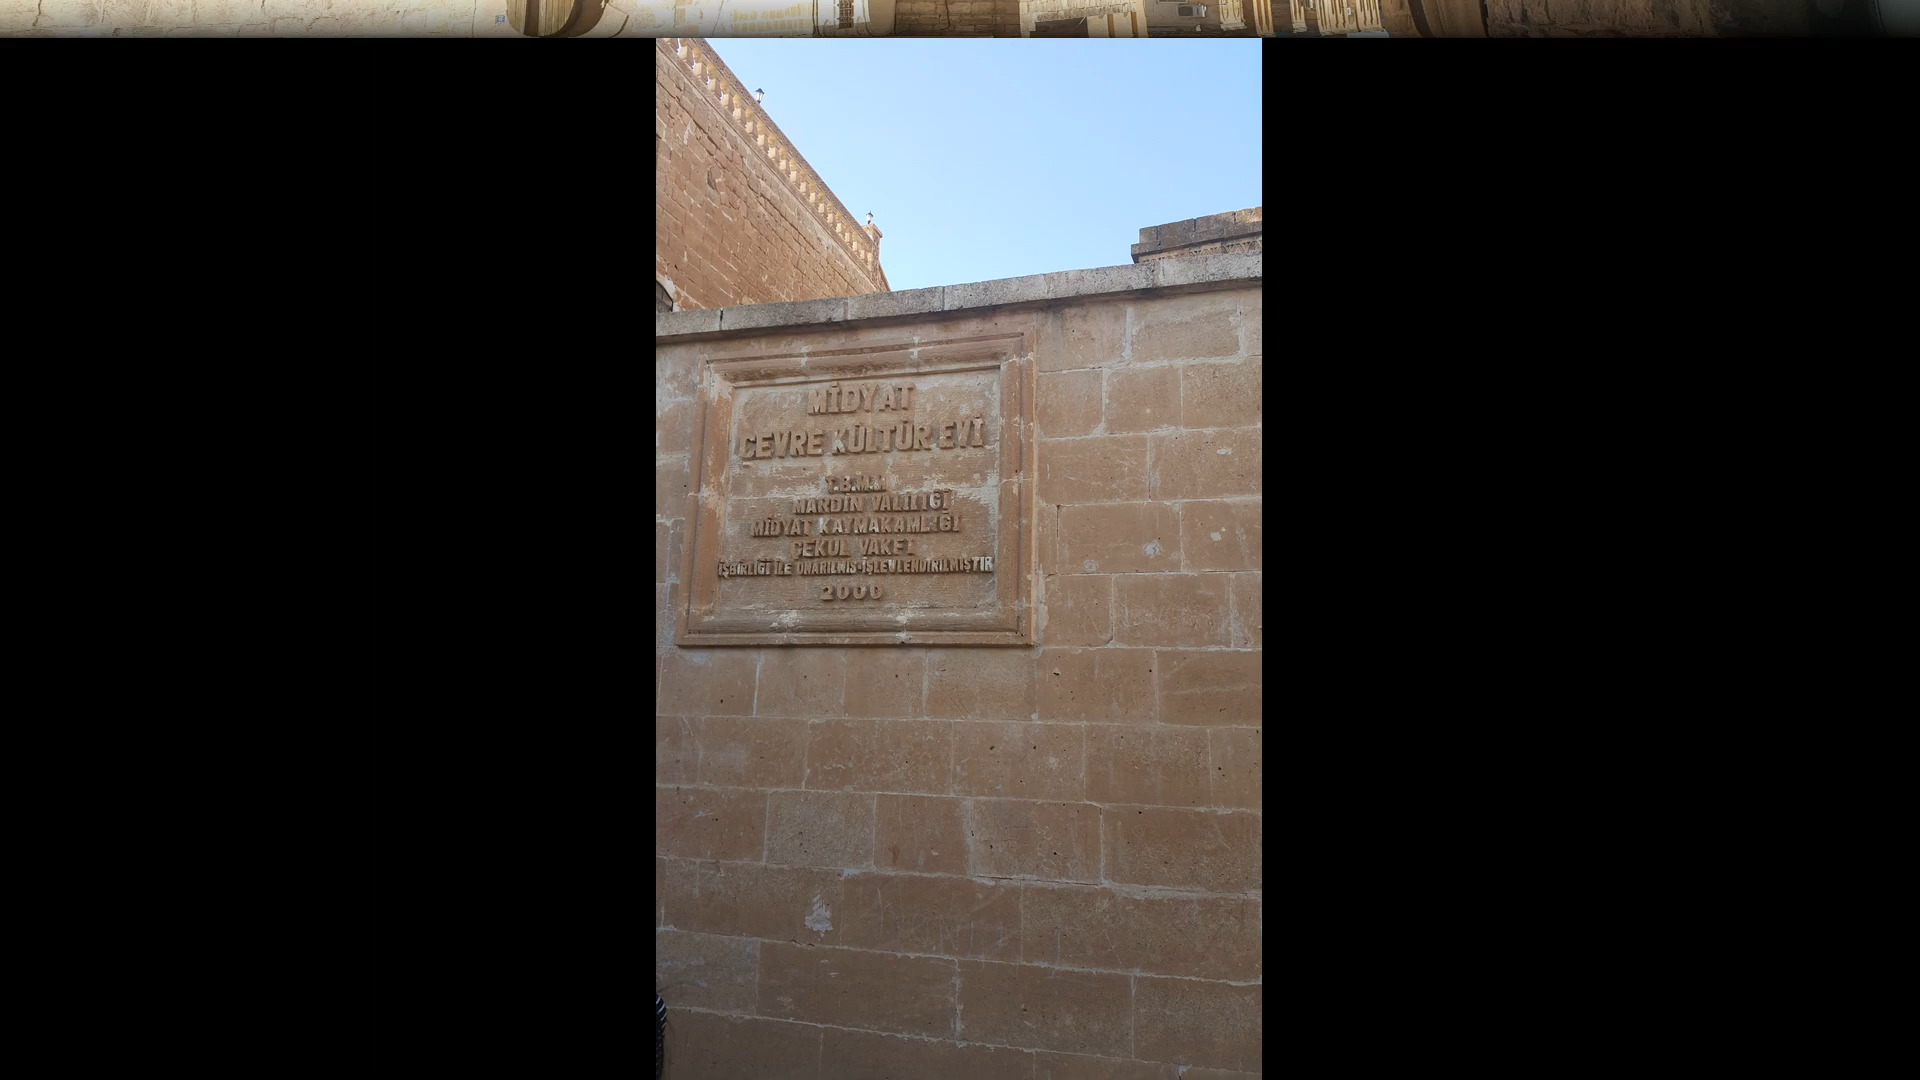 MİDYAT
ÇEVRE KÜLTÜR EVİ
T.B.M.M
MARDİN VALİLİĞİ
MİDYAT KAYMAKAMLIĞI
ÇEKÜL VAKFI
İŞBİRLİĞİ İLE ONARILMIŞ-İŞLEVLENDİRİLMİŞTİR
2000